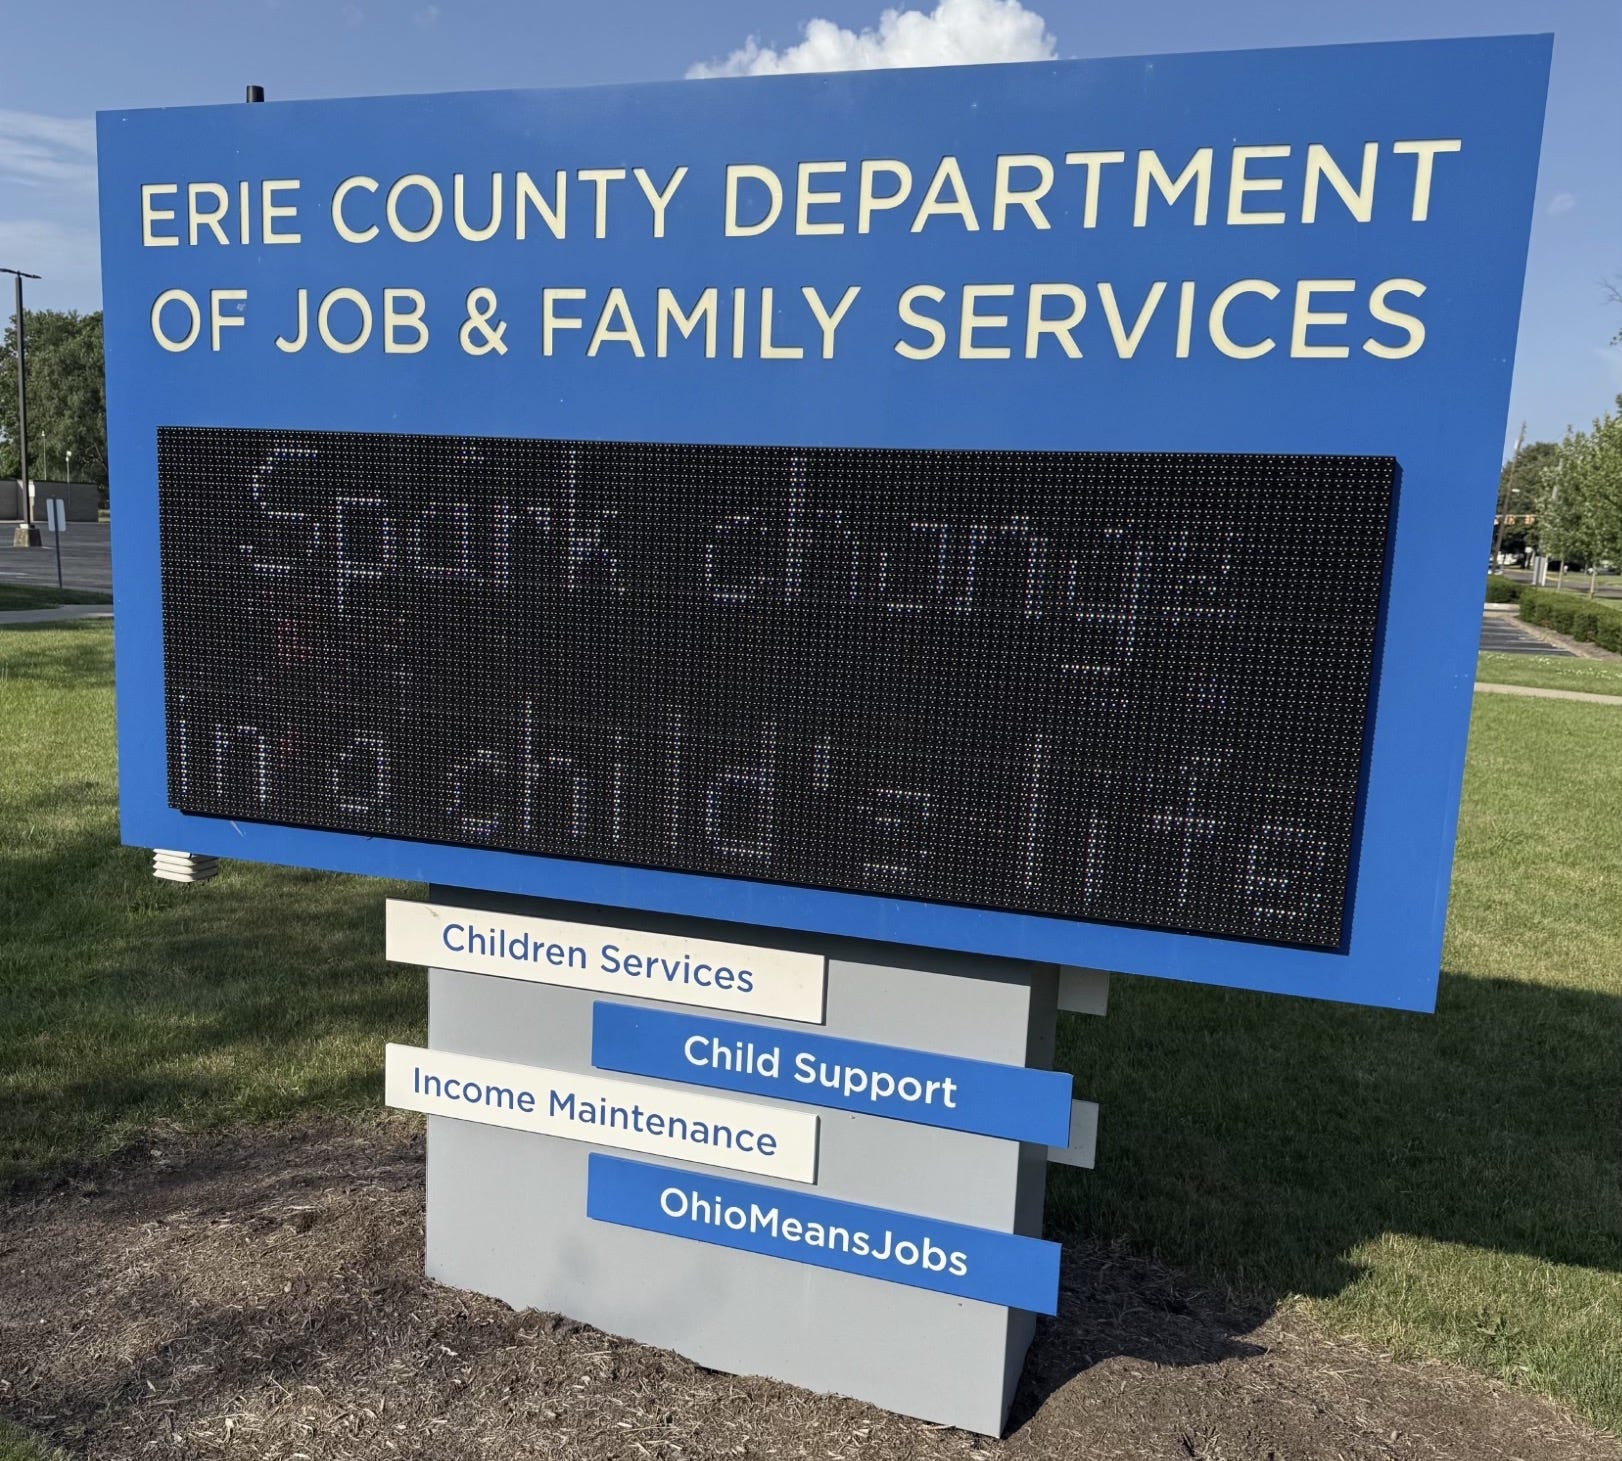 ERIE COUNTY DEPARTMENT
OF JOB & FAMILY SERVICES
Spark change
in a child's life
Children Services
Child Support
Income Maintenance
OhioMeansJobs